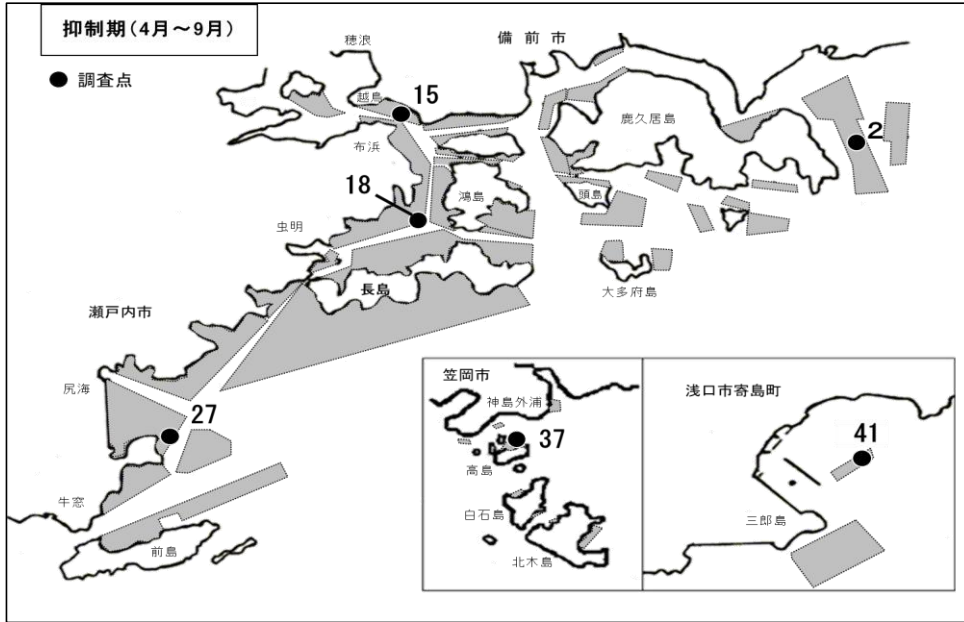 抑制期(4月~9月)
● 調査点
穂浪
備前市
越鳥
15
布浜
鹿久居島
2
18
鴻島
頭島
虫明
長島
大多府島
瀬戸内市
尻海
27
牛窓
前島
笠岡市
神島外浦
37
高島
白石島
北木島
浅口市寄島町
41
三郎島